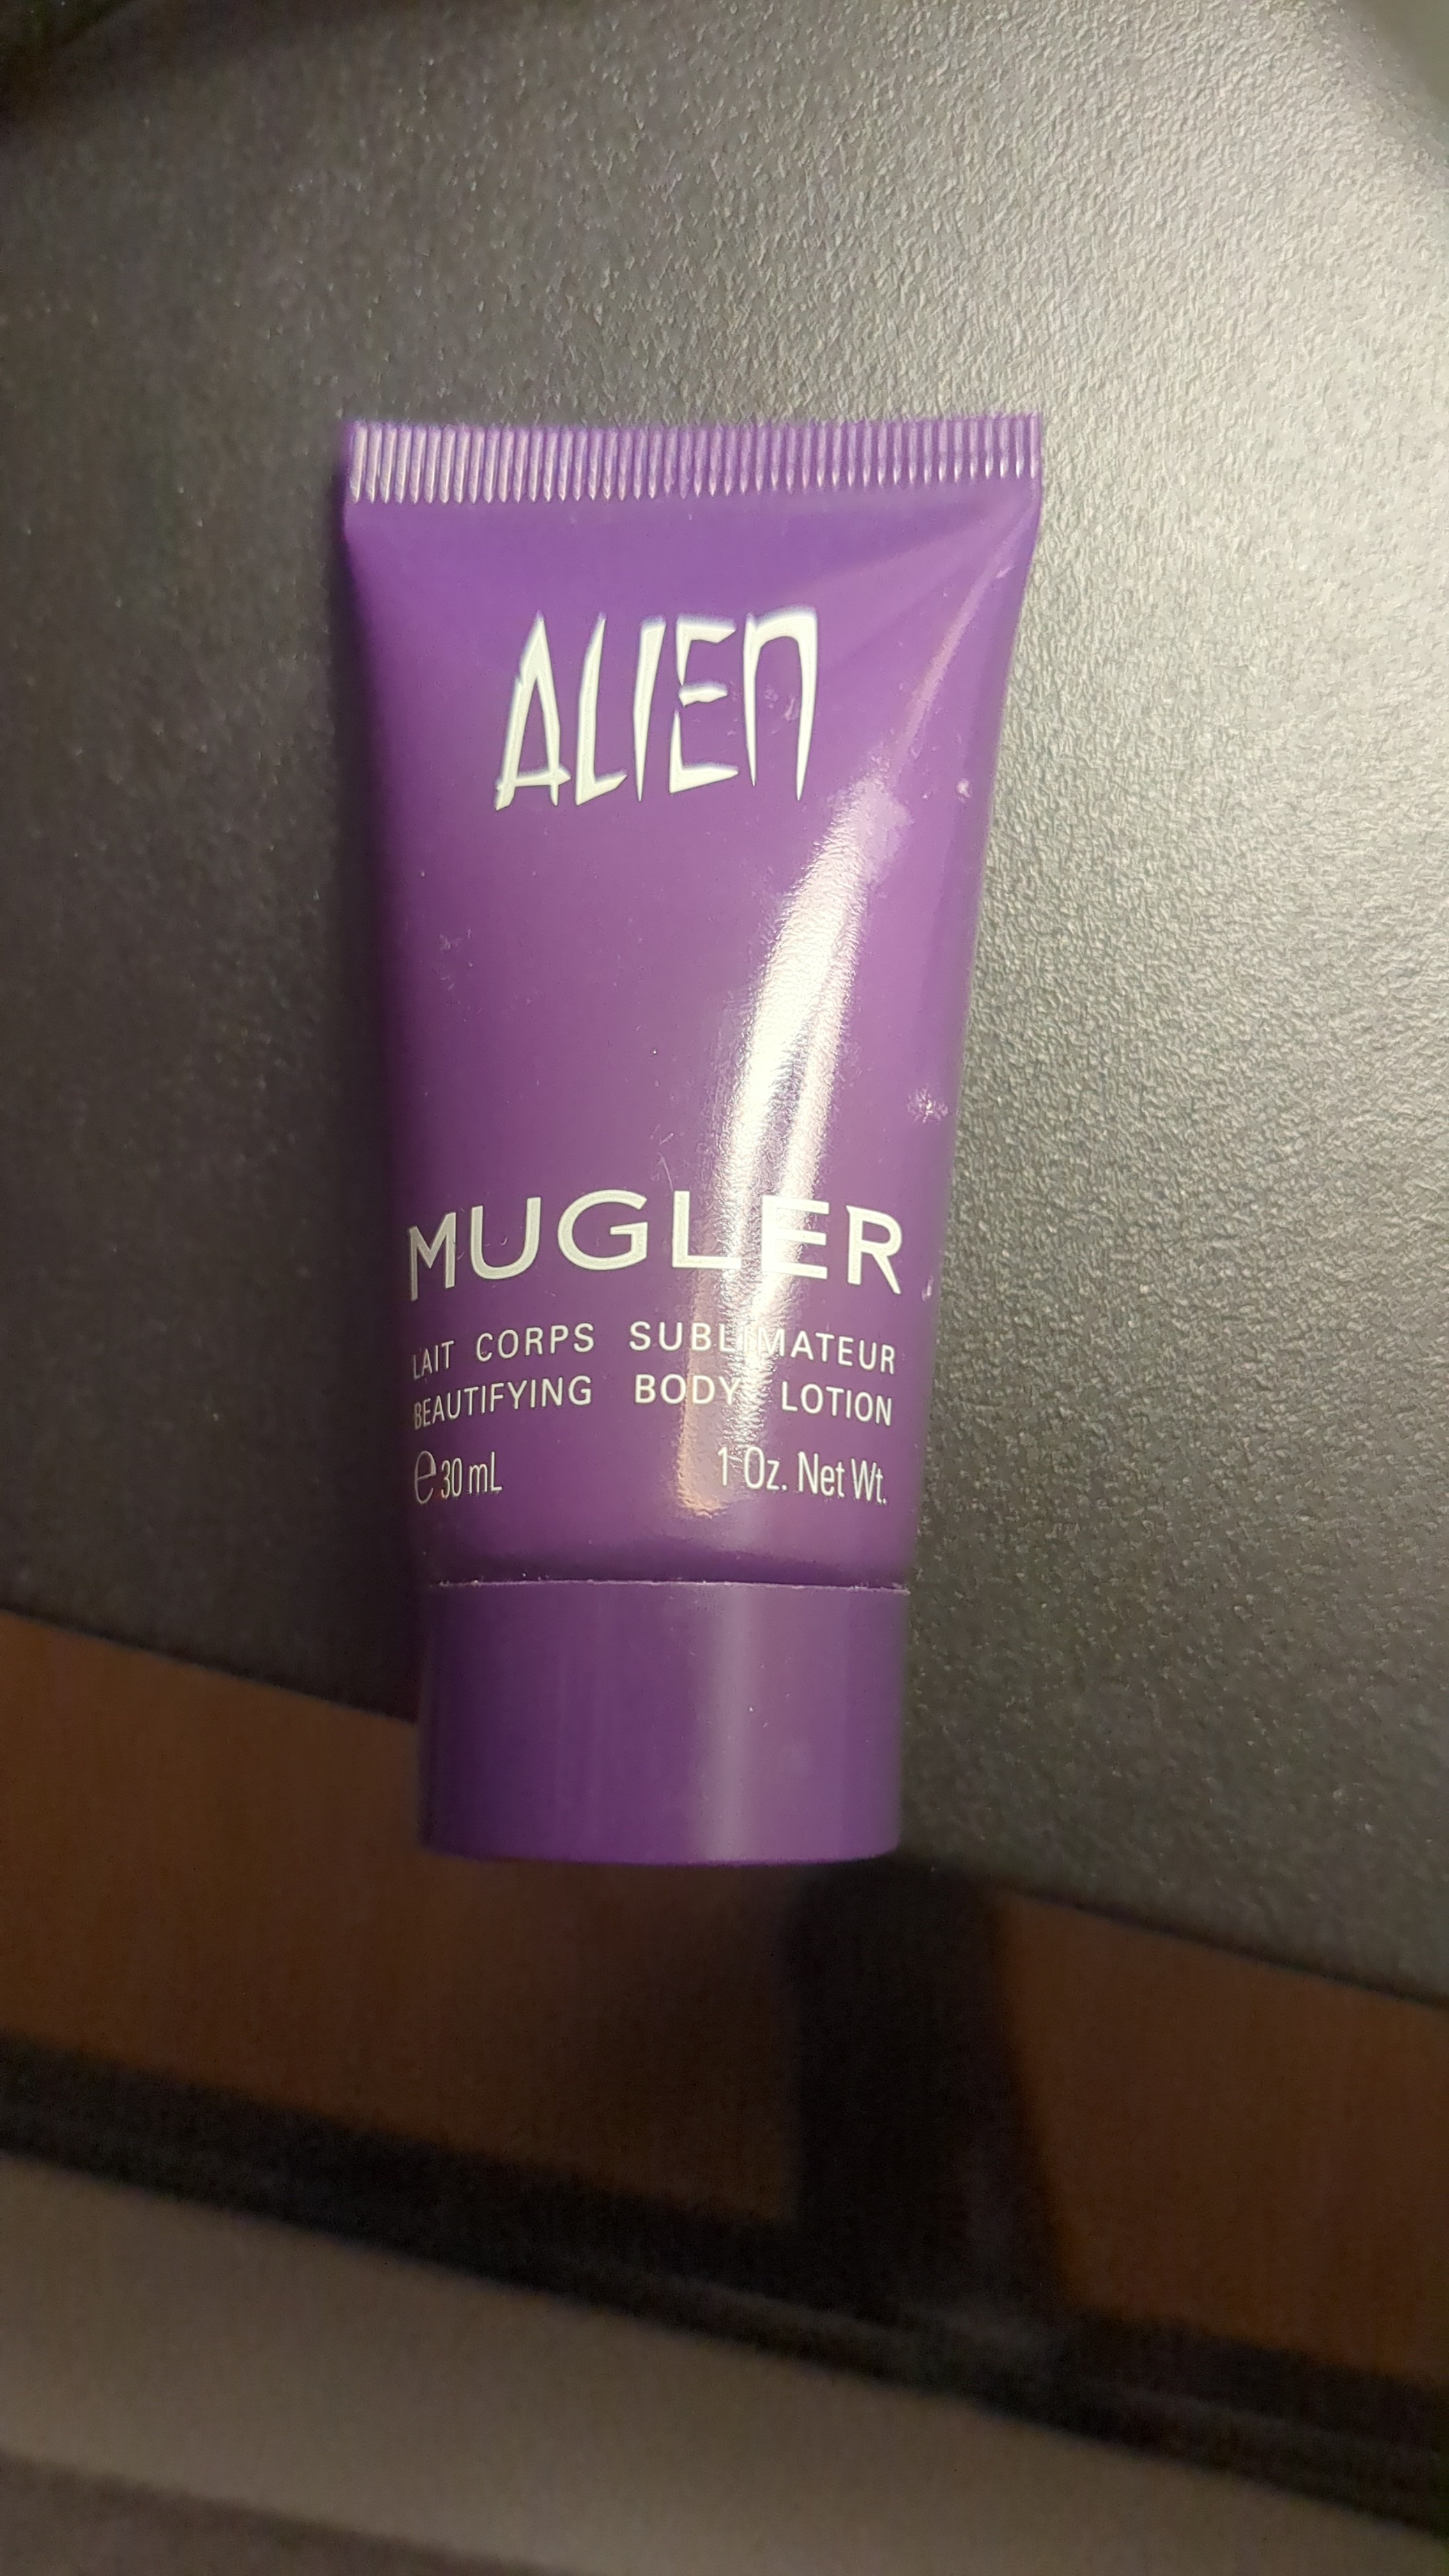 ALIEN
MUGLER
LAIT CORPS SUBLIMATEUR
BEAUTIFYING BODY LOTION
℮ 30 mL 1 Oz. Net Wt.